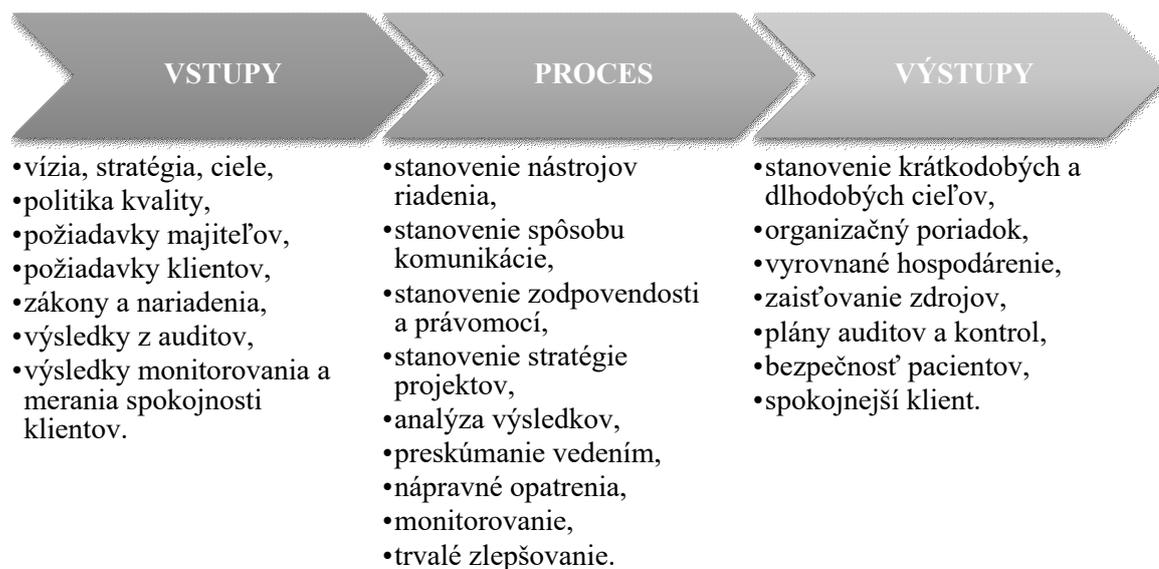 VSTUPY
•vízia, stratégia, ciele,
•politika kvality,
•požiadavky majiteľov,
•požiadavky klientov,
•zákony a nariadenia,
•výsledky z auditov,
•výsledky monitorovania a
merania spokojnosti
klientov.
PROCES
•stanovenie nástrojov
riadenia,
•stanovenie spôsobu
komunikácie,
•stanovenie zodpovendosti
a právomocí,
•stanovenie stratégie
projektov,
•analýza výsledkov,
•preskúmanie vedením,
•nápravné opatrenia,
•monitorovanie,
•trvalé zlepšovanie.
VÝSTUPY
•stanovenie krátkodobých a
dlhodobých cieľov,
•organizačný poriadok,
•vyrovnané hospodárenie,
•zaisťovanie zdrojov,
•plány auditov a kontrol,
•bezpečnosť pacientov,
•spokojnejší klient.